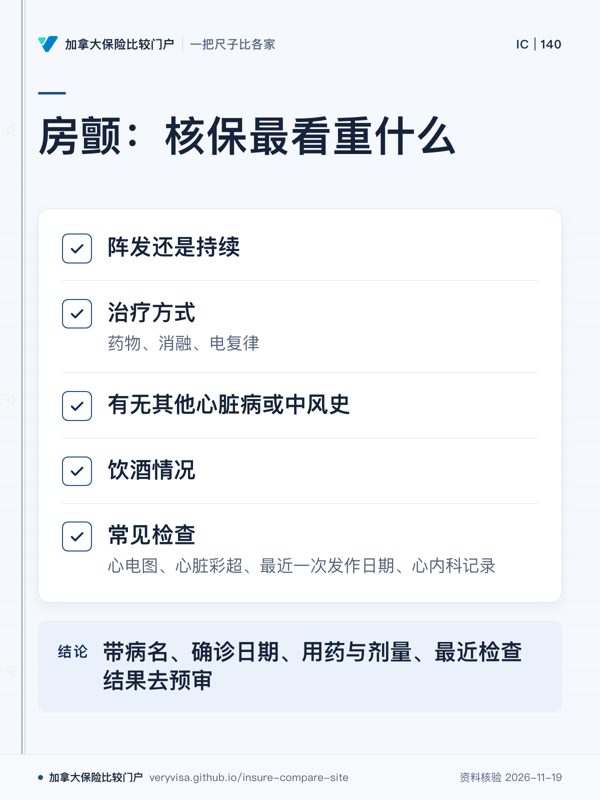 加拿大保险比较门户 | 一把尺子比各家
IC | 140
房颤：核保最看重什么
阵发还是持续
治疗方式
药物、消融、电复律
有无其他心脏病或中风史
饮酒情况
常见检查
心电图、心脏彩超、最近一次发作日期、心内科记录
结论 带病名、确诊日期、用药与剂量、最近检查
结果去预审
加拿大保险比较门户 veryvisa.github.io/insure-compare-site
资料核验 2026-11-19